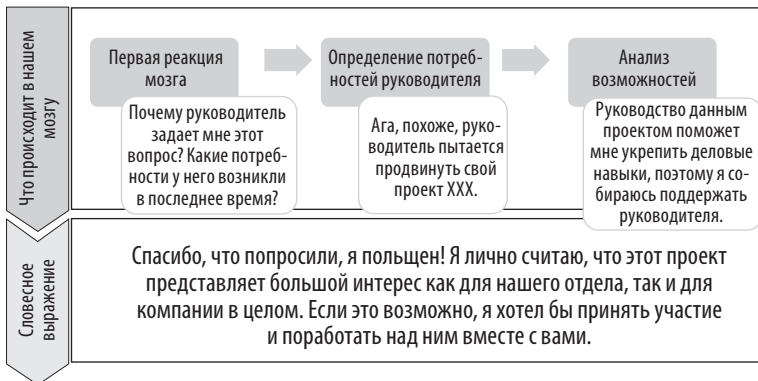 Что происходит в нашем
мозгу
Первая реакция
мозга
Почему руководитель
задает мне этот
вопрос? Какие потреб-
ности у него возникли
в последнее время?
Определение потреб-
ностей руководителя
Ага, похоже, руко-
водитель пытается
продвинуть свой
проект XXX.
Анализ
возможностей
Руководство данным
проектом поможет
мне укрепить деловые
навыки, поэтому я со-
бираюсь поддержать
руководителя.
Словесное
выражение
Спасибо, что попросили, я польщен! Я лично считаю, что этот проект
представляет большой интерес как для нашего отдела, так и для
компании в целом. Если это возможно, я хотел бы принять участие
и поработать над ним вместе с вами.